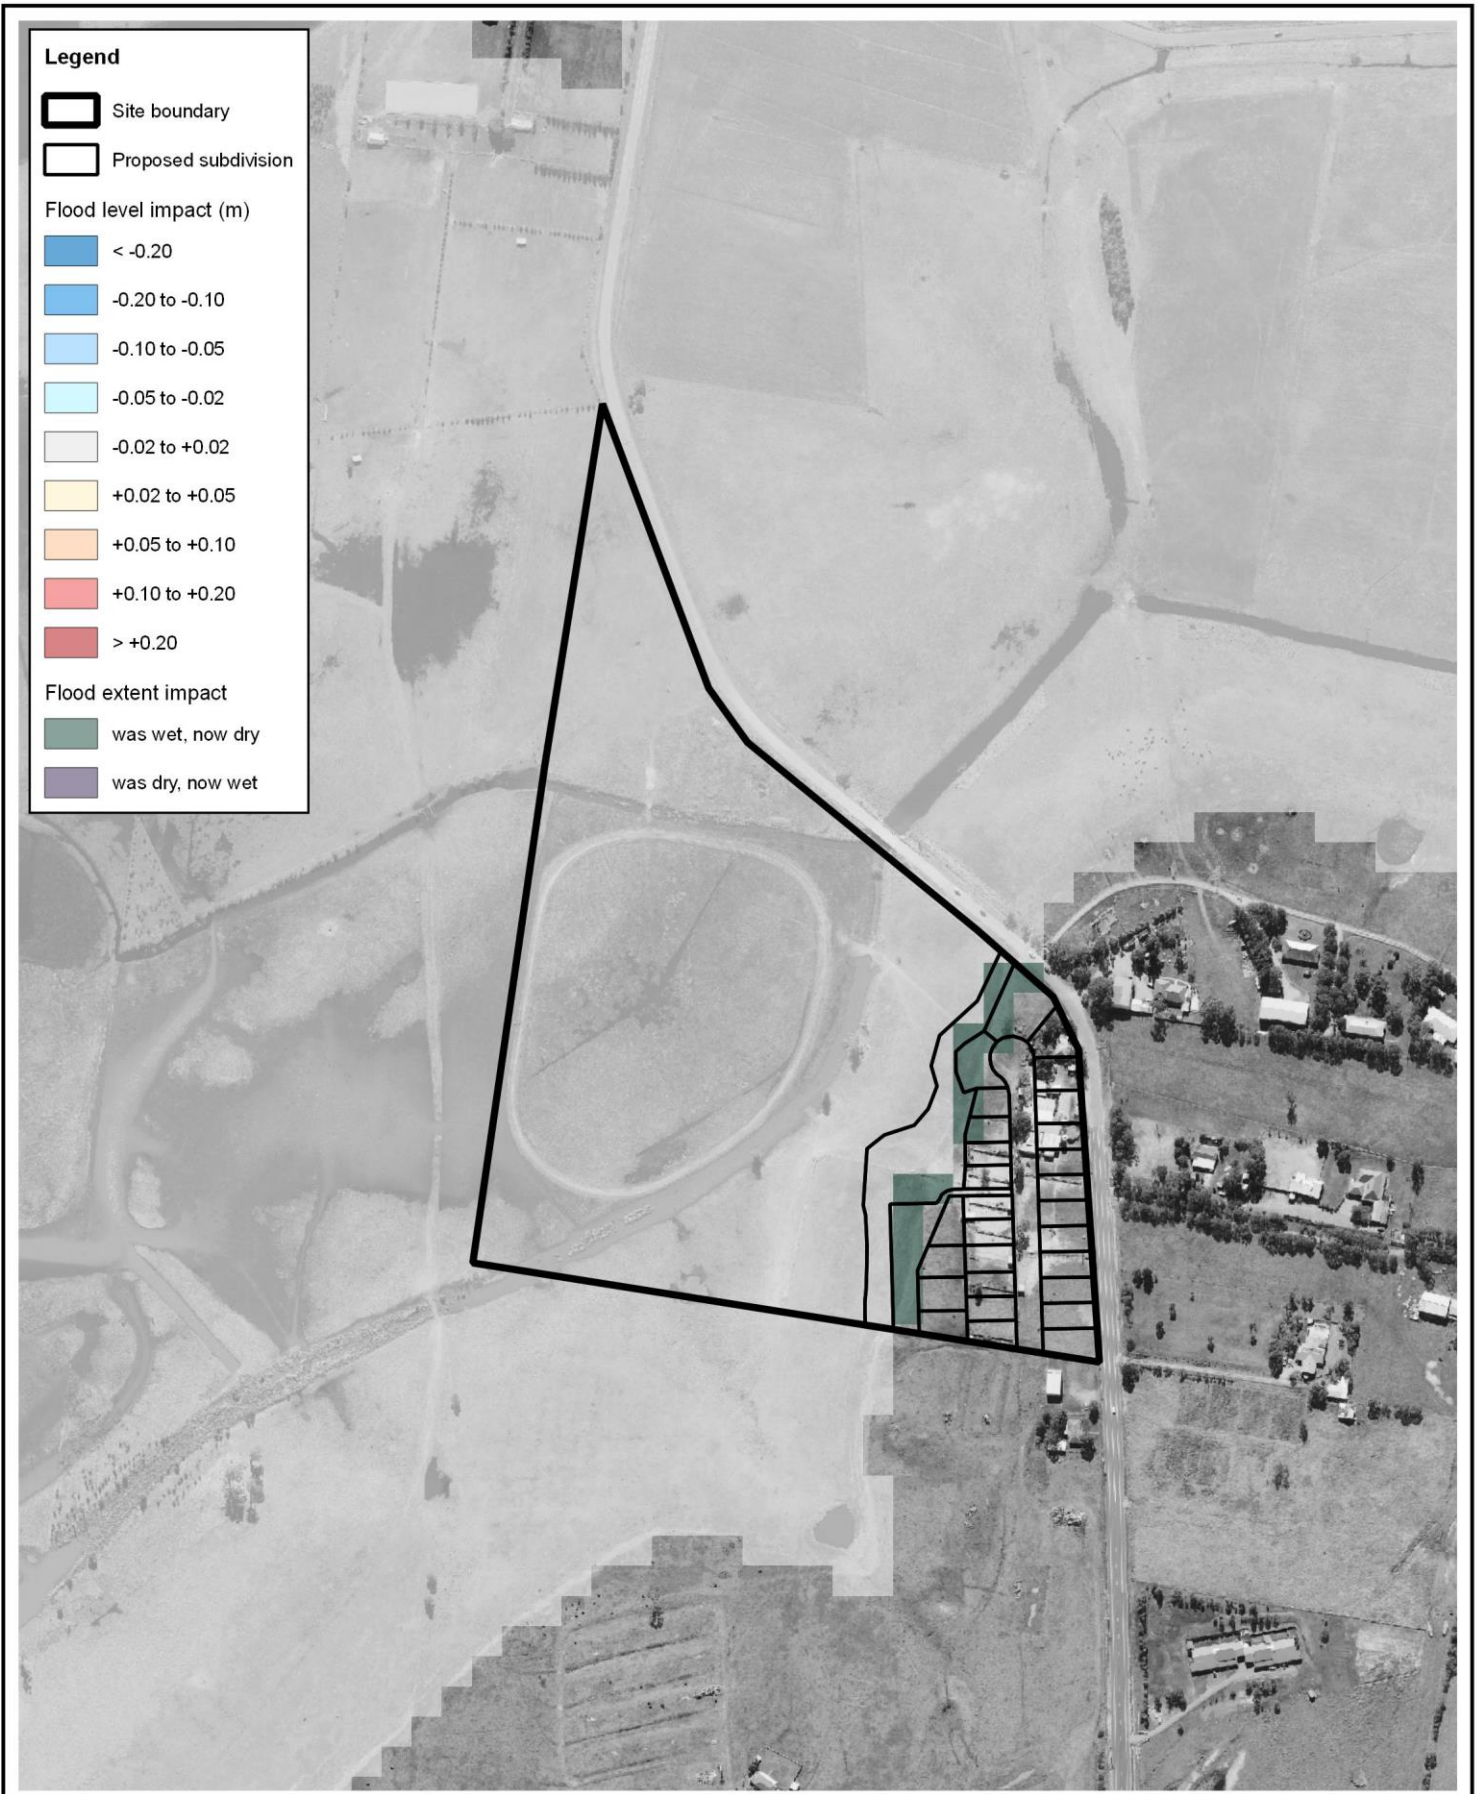 Legend
Site boundary
Proposed subdivision
Flood level impact (m)
< -0.20
-0.20 to -0.10
-0.10 to -0.05
-0.05 to -0.02
-0.02 to +0.02
+0.02 to +0.05
+0.05 to +0.10
+0.10 to +0.20
> +0.20
Flood extent impact
was wet, now dry
was dry, now wet